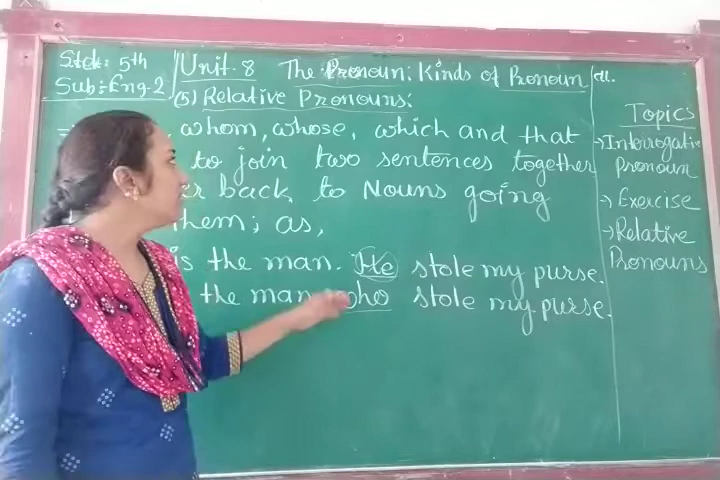 Std: 5th
Sub:-Eng-2
Unit-8 The Pronoun: Kinds of Pronoun
(5) Relative Pronouns:
whom, whose, which and that
to join two sentences together
back to Nouns going
them; as,
is the man. He stole my purse.
the man who stole my purse.
Topics
→ Interrogative
Pronoun
→ Exercise
→ Relative
Pronouns